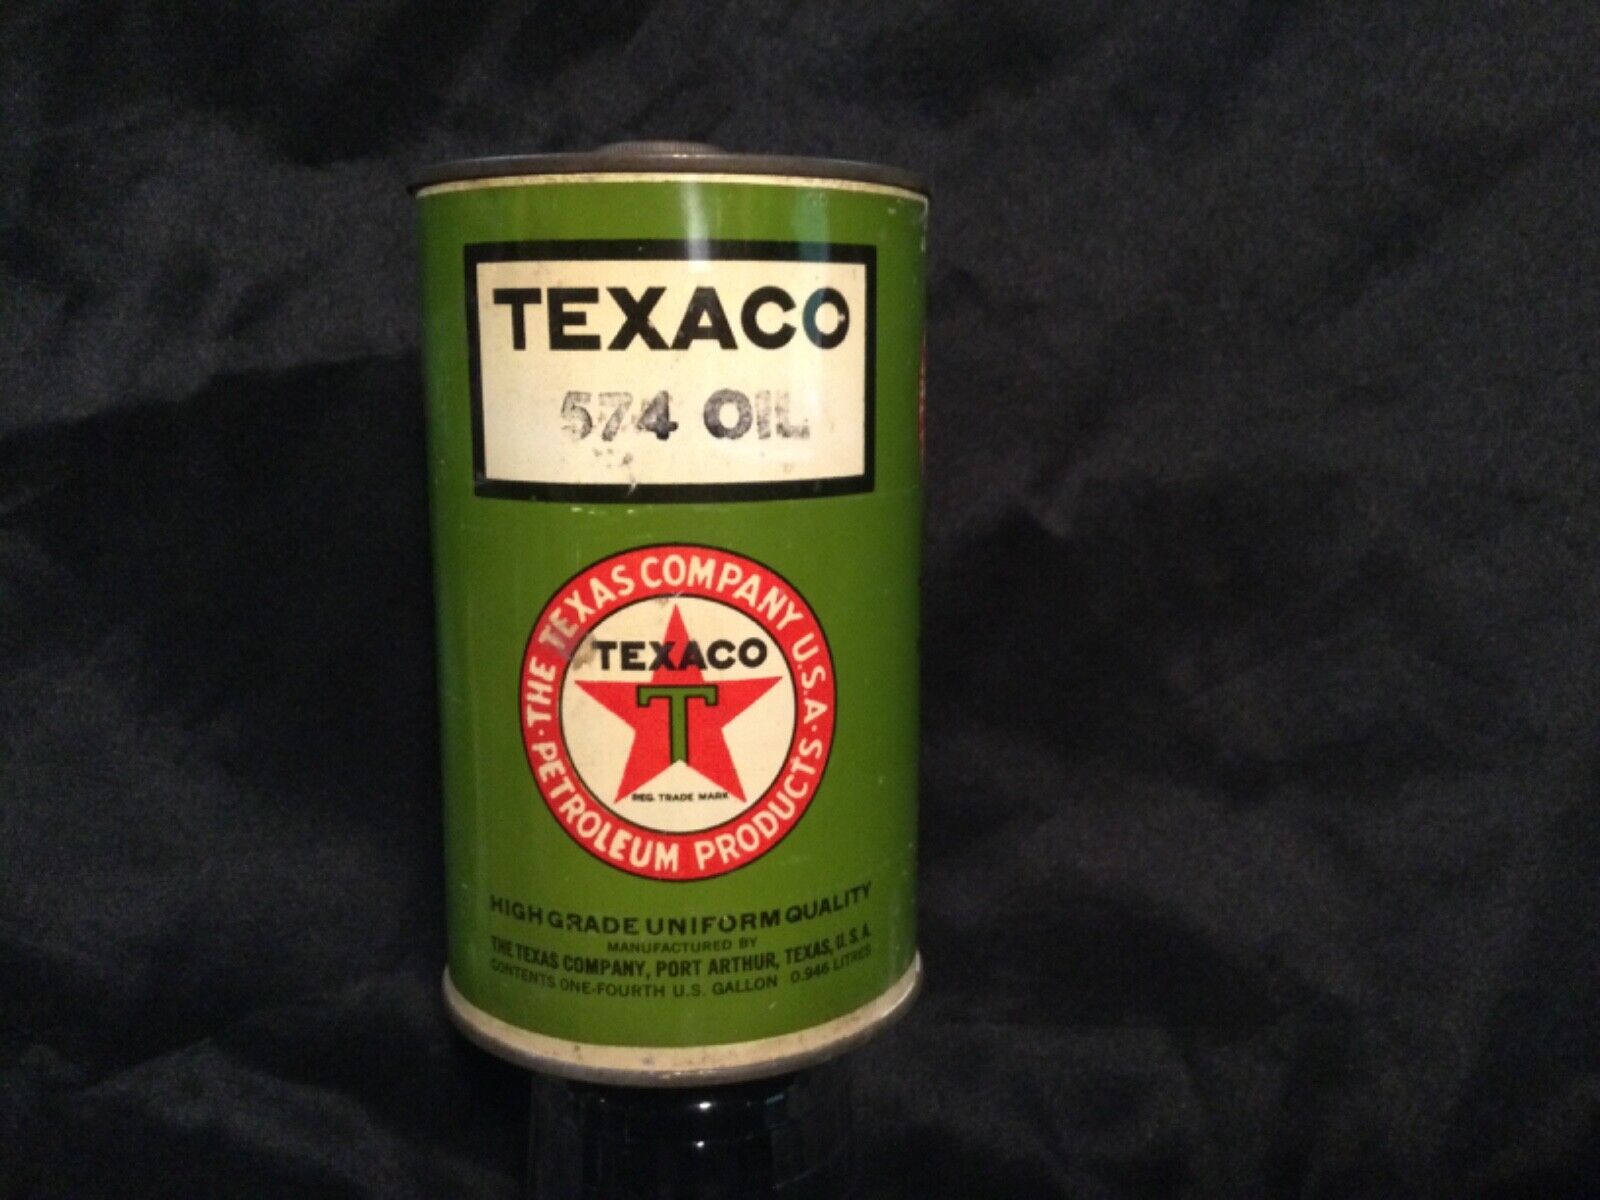 TEXACO
574 OIL
THE TEXAS COMPANY U.S.A.
PETROLEUM PRODUCTS
TEXACO
T
REG. TRADE MARK
HIGH GRADE UNIFORM QUALITY
MANUFACTURED BY
THE TEXAS COMPANY, PORT ARTHUR, TEXAS, U.S.A.
CONTENTS ONE-FOURTH U.S. GALLON 0.946 LITRES